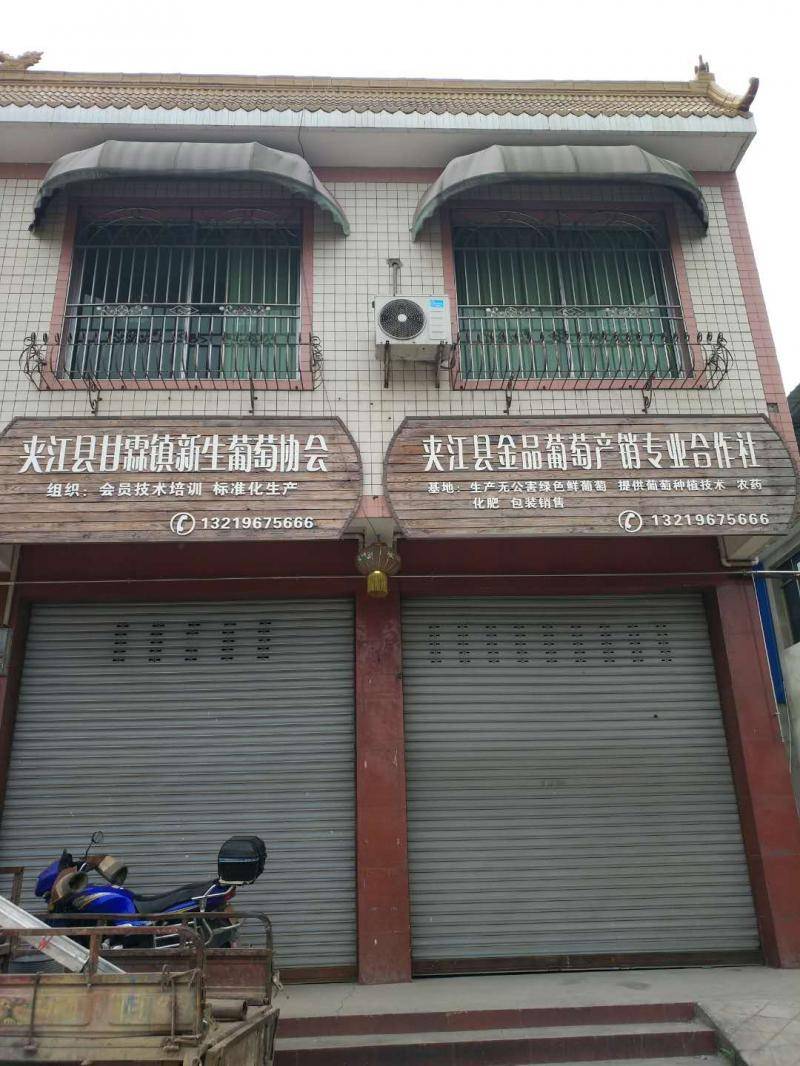 夹江县甘霖镇新生葡萄协会
组织：会员技术培训 标准化生产
13219675666
夹江县金品葡萄产销专业合作社
基地：生产无公害绿色鲜葡萄 提供葡萄种植技术 农药
化肥 包装销售
13219675666